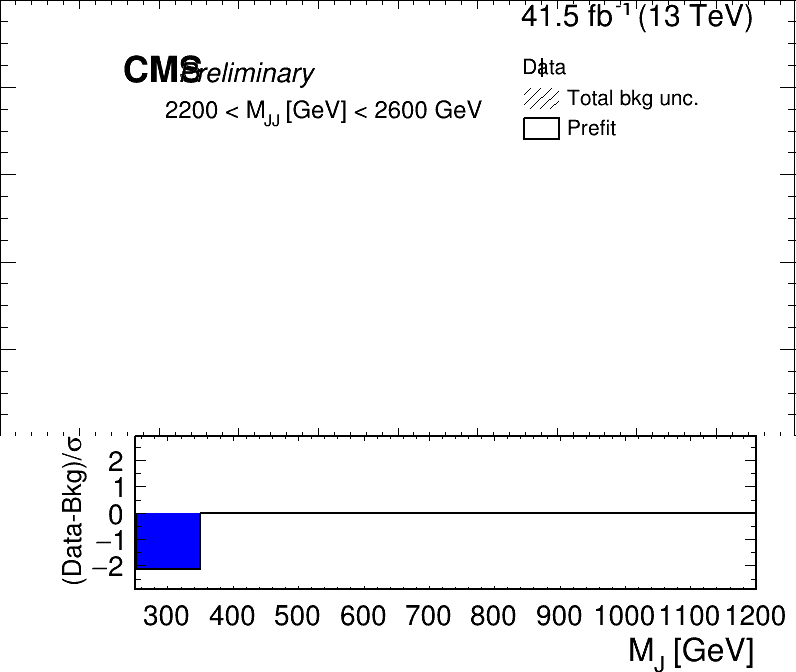 41.5 fb⁻¹ (13 TeV)
CMS Preliminary
2200 < M_JJ [GeV] < 2600 GeV
Data
Total bkg unc.
Prefit
(Data-Bkg)/σ
2
1
0
−1
−2
300 400 500 600 700 800 900 1000 1100 1200
M_J [GeV]